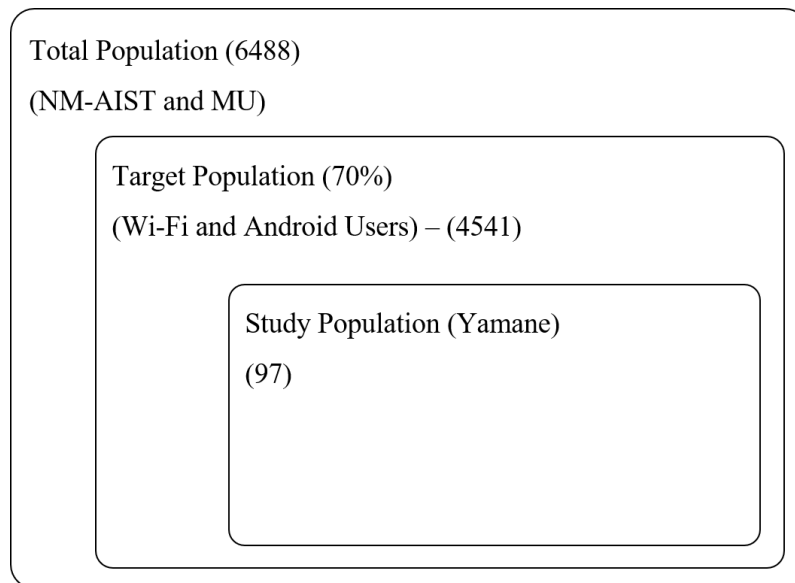 Total Population (6488)
(NM-AIST and MU)
Target Population (70%)
(Wi-Fi and Android Users) – (4541)
Study Population (Yamane)
(97)